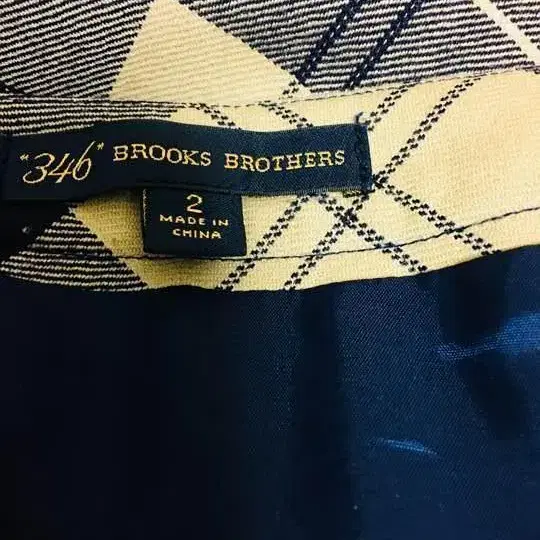 "346" BROOKS BROTHERS
2
MADE IN
CHINA